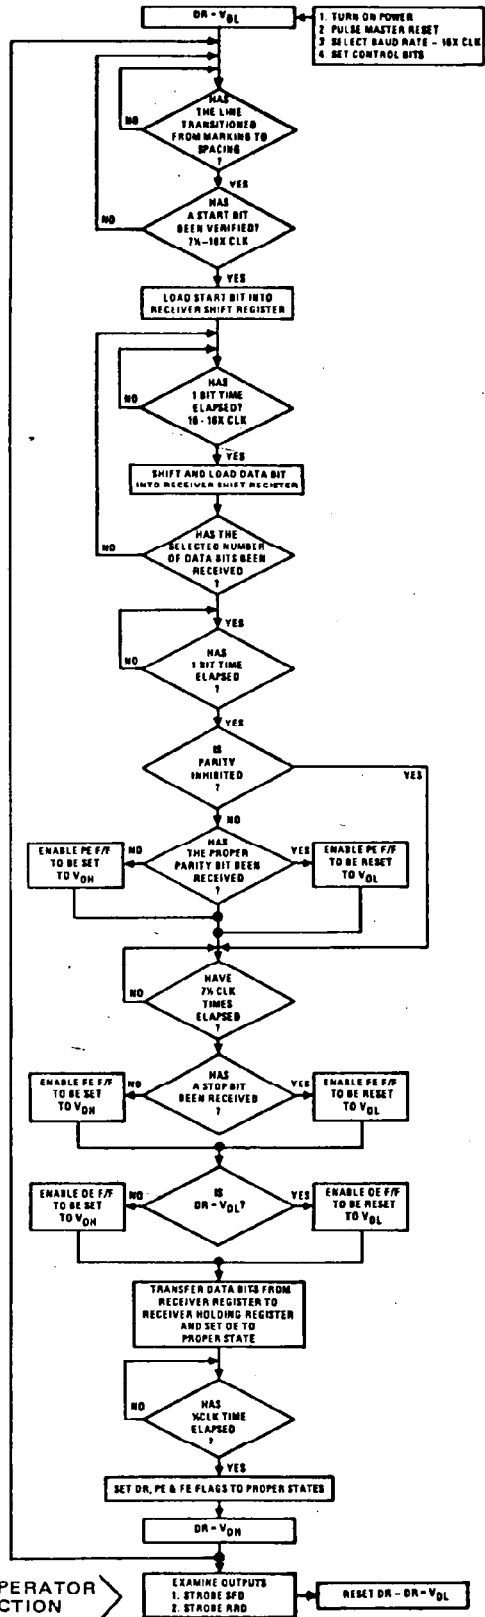 DR - VOL
1. TURN ON POWER
2 PULSE MASTER RESET
3 SELECT BAUD RATE - 16X CLK
4. SET CONTROL BITS
HAS
THE LINE
TRANSITIONED
FROM MARKING TO
SPACING
?
NO
YES
HAS
A START BIT
BEEN VERIFIED?
7½-16X CLK
NO
YES
LOAD START BIT INTO
RECEIVER SHIFT REGISTER
HAS
1 BIT TIME
ELAPSED?
16 - 16X CLK
NO
YES
SHIFT AND LOAD DATA BIT
INTO RECEIVER SHIFT REGISTER
HAS THE
SELECTED NUMBER
OF DATA BITS BEEN
RECEIVED
?
NO
YES
HAS
1 BIT TIME
ELAPSED
?
NO
YES
IS
PARITY
INHIBITED
?
YES
NO
HAS
THE PROPER
PARITY BIT BEEN
RECEIVED
?
NO
YES
ENABLE PE F/F
TO BE SET
TO VOH
ENABLE PE F/F
TO BE RESET
TO VOL
HAVE
7½ CLK
TIMES
ELAPSED
?
NO
HAS
A STOP BIT
BEEN RECEIVED
?
NO
YES
ENABLE FE F/F
TO BE SET
TO VOH
ENABLE FE F/F
TO BE RESET
TO VOL
IS
DR - VOL?
NO
YES
ENABLE OE F/F
TO BE SET
TO VOH
ENABLE OE F/F
TO BE RESET
TO VOL
TRANSFER DATA BITS FROM
RECEIVER REGISTER TO
RECEIVER HOLDING REGISTER
AND SET OE TO
PROPER STATE
HAS
½CLK TIME
ELAPSED
?
NO
YES
SET DR, PE & FE FLAGS TO PROPER STATES
DR - VOH
PERATOR
CTION
EXAMINE OUTPUTS
1. STROBE SFD
2. STROBE RRD
RESET DR - DR - VOL